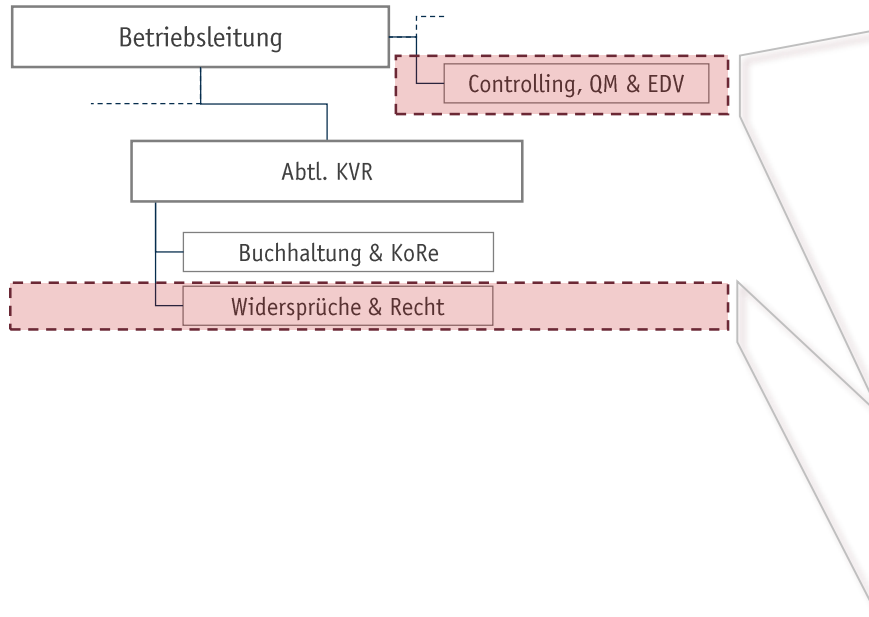 Betriebsleitung
Controlling, QM & EDV
Abtl. KVR
Buchhaltung & KoRe
Widersprüche & Recht